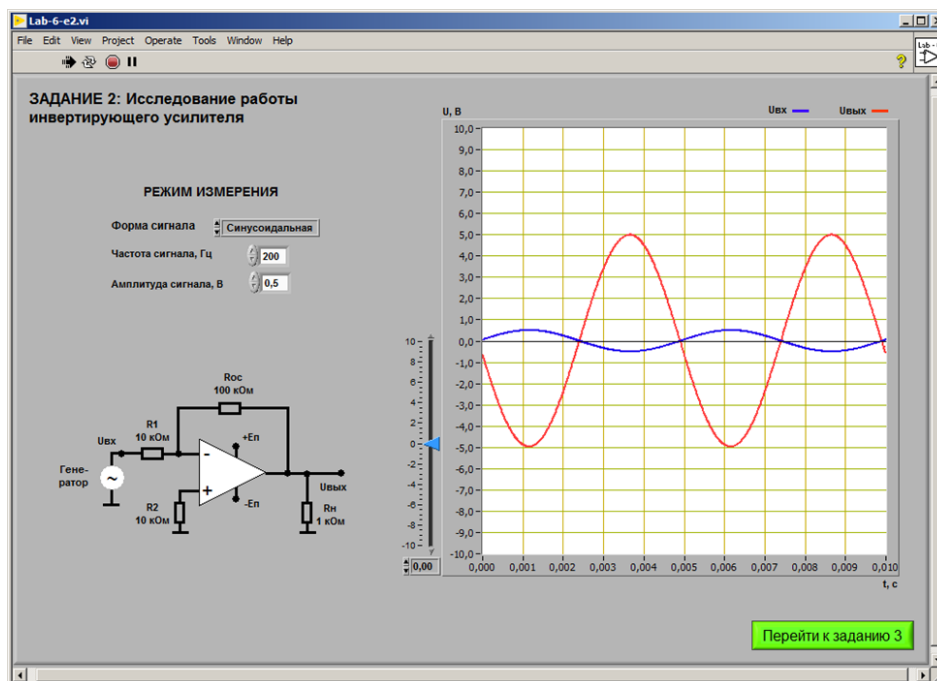 Lab-6-e2.vi
File Edit View Project Operate Tools Window Help
?
ЗАДАНИЕ 2: Исследование работы
инвертирующего усилителя
РЕЖИМ ИЗМЕРЕНИЯ
Форма сигнала Синусоидальная
Частота сигнала, Гц 200
Амплитуда сигнала, В 0,5
Rос
100 кОм
R1
10 кОм
Uвх
+Еп
-
Гене-
ратор
~
+
-Еп
Uвых
R2
10 кОм
Rн
1 кОм
10
8
6
4
2
0
-2
-4
-6
-8
-10
0,00
U, В
Uвх
Uвых
10,0
9,0
8,0
7,0
6,0
5,0
4,0
3,0
2,0
1,0
0,0
-1,0
-2,0
-3,0
-4,0
-5,0
-6,0
-7,0
-8,0
-9,0
-10,0
0,000 0,001 0,002 0,003 0,004 0,005 0,006 0,007 0,008 0,009 0,010
t, с
Перейти к заданию 3